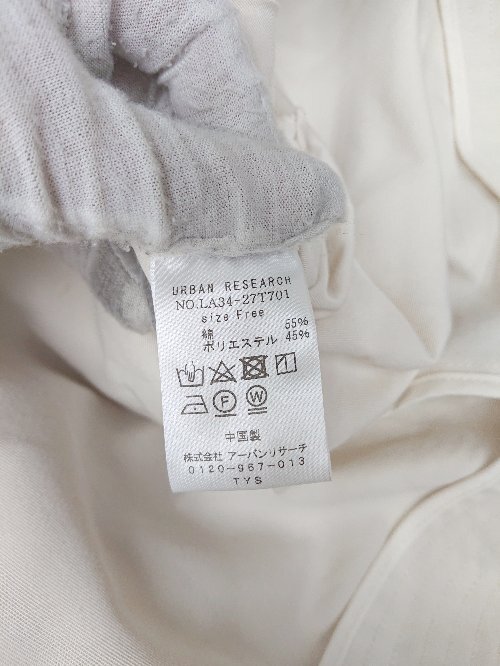 URBAN RESEARCH
NO.LA34-27T701
size Free
綿 55%
ポリエステル 45%
F W
中国製
株式会社 アーバンリサーチ
0120-967-013
TYS